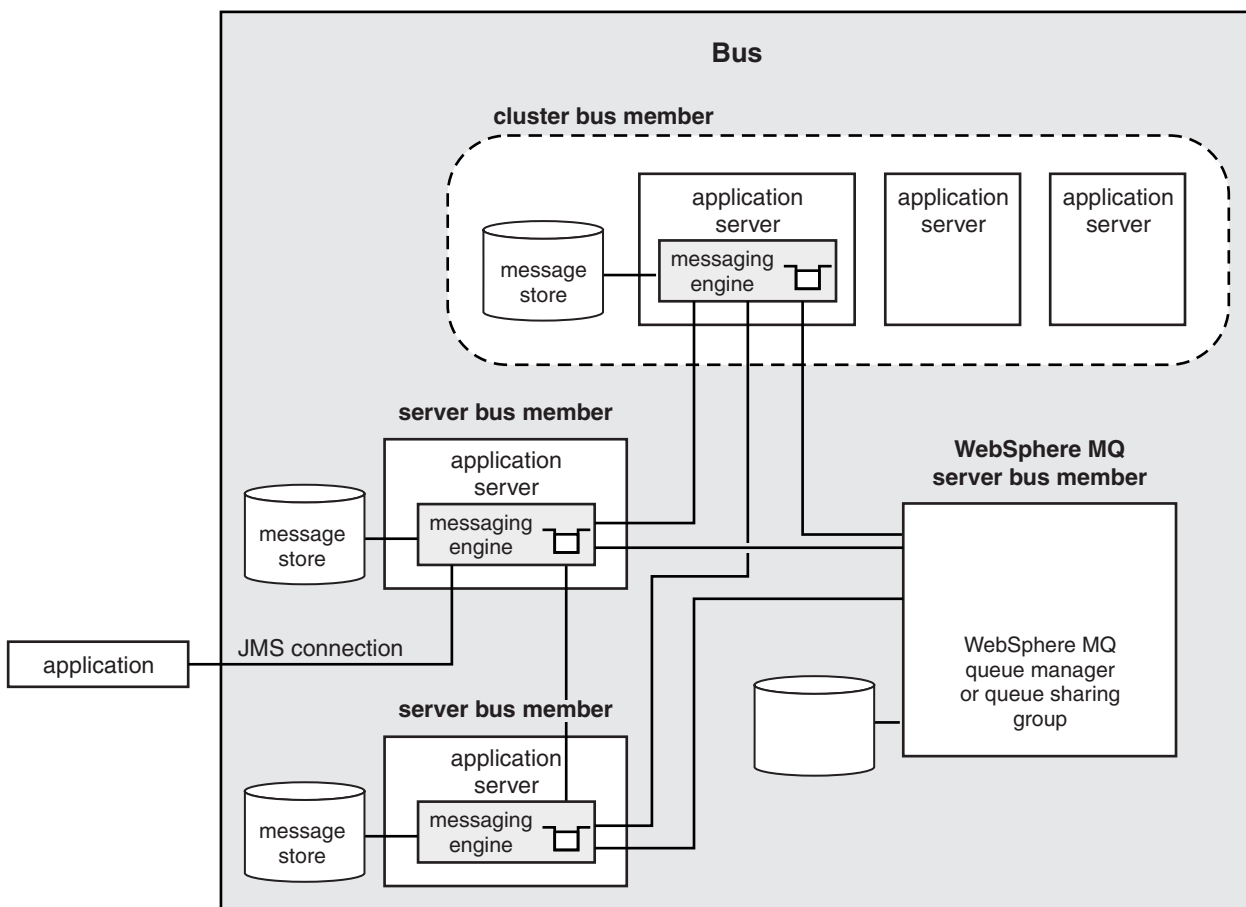 Bus
cluster bus member
application
server
application
server
application
server
message
store
messaging
engine
server bus member
application
server
message
store
messaging
engine
WebSphere MQ
server bus member
WebSphere MQ
queue manager
or queue sharing
group
application
JMS connection
server bus member
application
server
message
store
messaging
engine